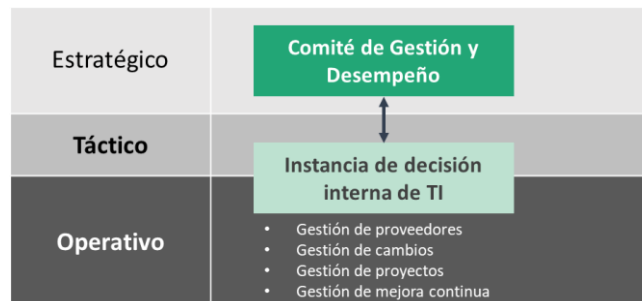 Estratégico
Comité de Gestión y
Desempeño
Táctico
Instancia de decisión
interna de TI
Operativo
• Gestión de proveedores
• Gestión de cambios
• Gestión de proyectos
• Gestión de mejora continua